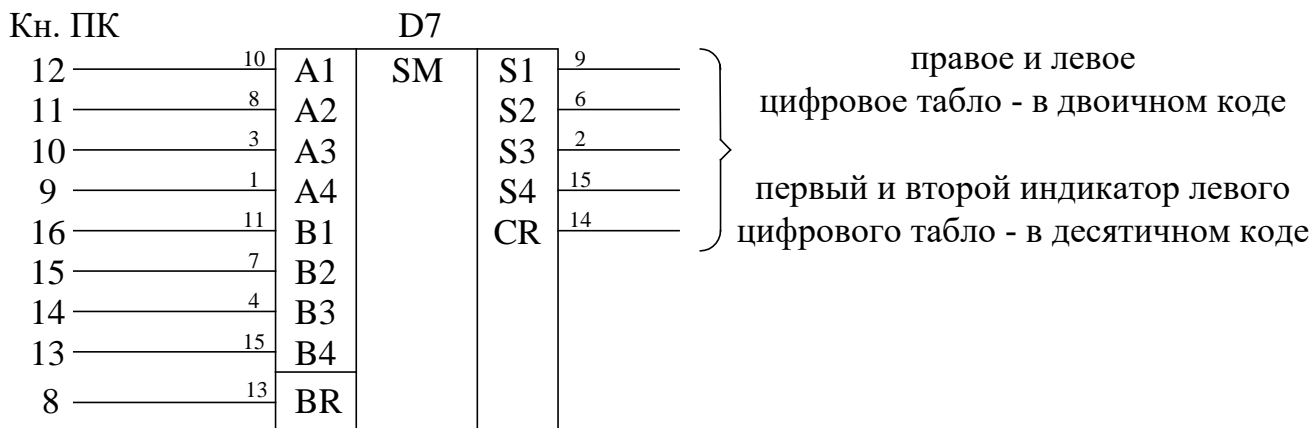 Кн. ПК D7
12 10 A1 SM S1 9
11 8 A2 S2 6
10 3 A3 S3 2
9 1 A4 S4 15
16 11 B1 CR 14
15 7 B2
14 4 B3
13 15 B4
8 13 BR
правое и левое
цифровое табло - в двоичном коде
первый и второй индикатор левого
цифрового табло - в десятичном коде